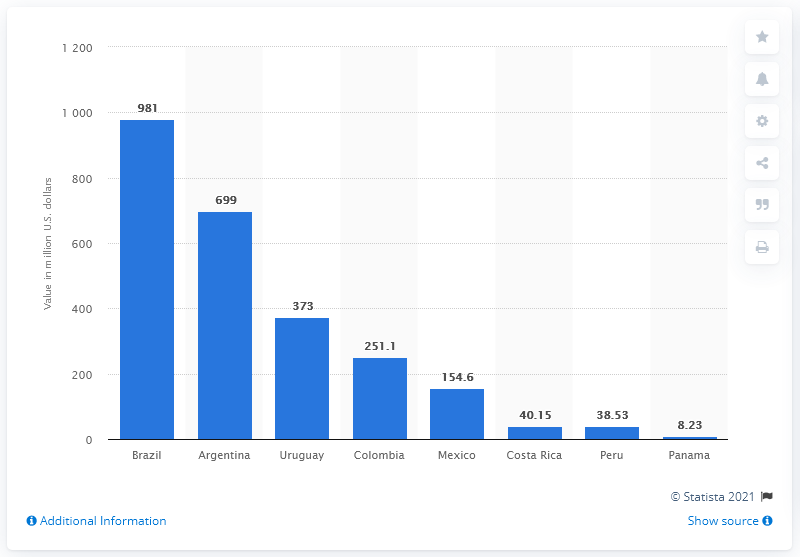 1 200
1 000
800
600
400
200
0
Value in million U.S. dollars
981
699
373
251.1
154.6
40.15
38.53
8.23
Brazil
Argentina
Uruguay
Colombia
Mexico
Costa Rica
Peru
Panama
© Statista 2021
Additional Information
Show source